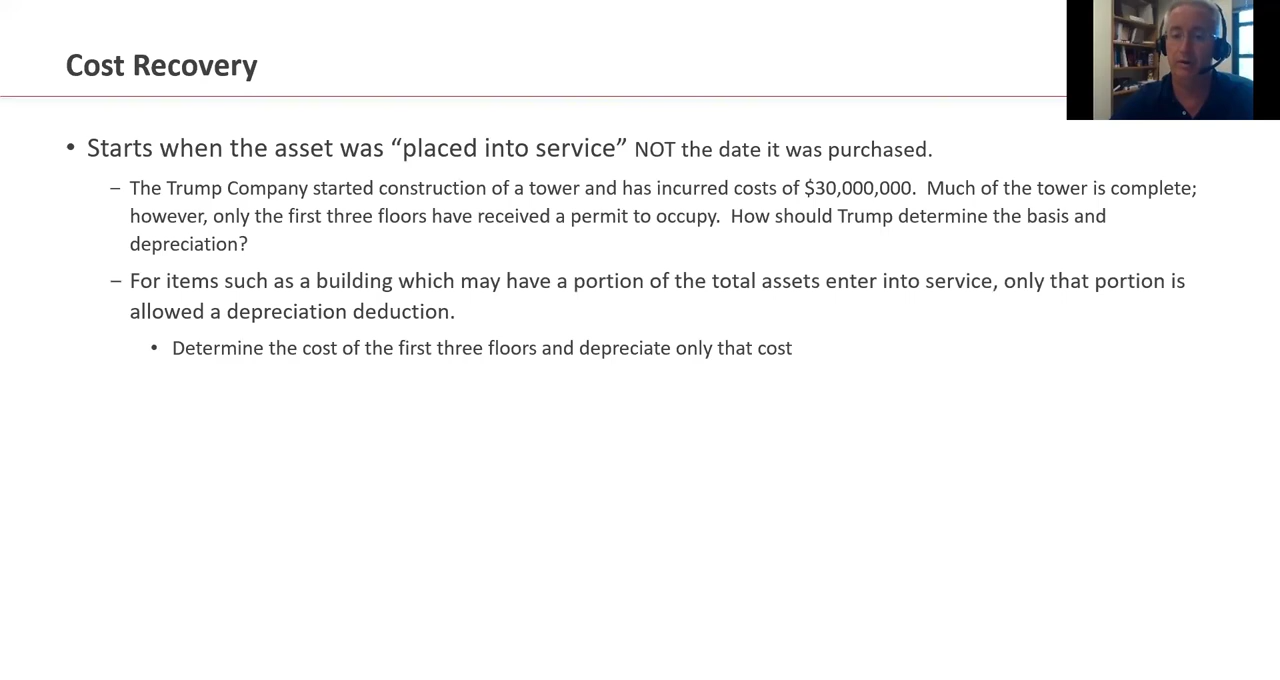 Cost Recovery
• Starts when the asset was “placed into service” NOT the date it was purchased.
– The Trump Company started construction of a tower and has incurred costs of $30,000,000.  Much of the tower is complete;
however, only the first three floors have received a permit to occupy.  How should Trump determine the basis and
depreciation?
– For items such as a building which may have a portion of the total assets enter into service, only that portion is
allowed a depreciation deduction.
• Determine the cost of the first three floors and depreciate only that cost